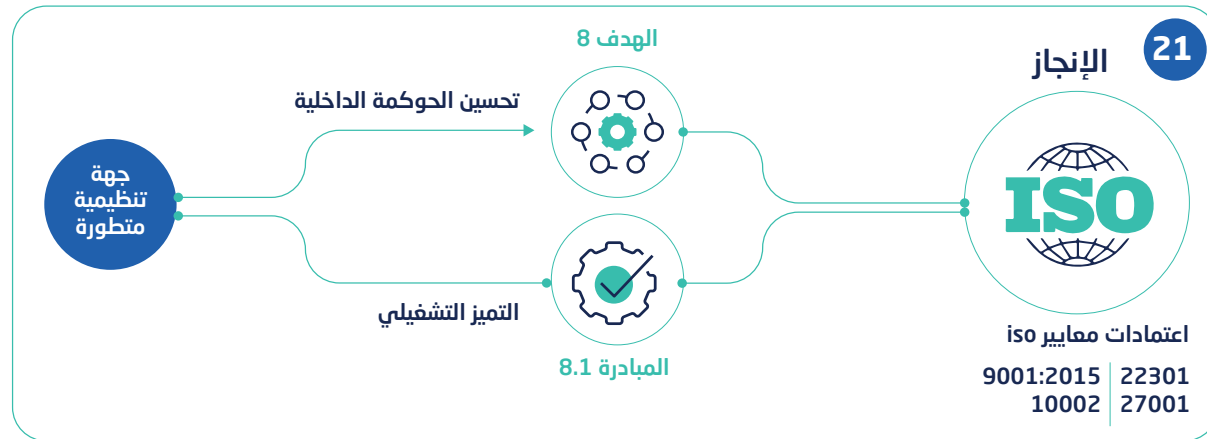 21
الإنجاز
ISO
اعتمادات معايير iso
22301 | 9001:2015
27001 | 10002
الهدف 8
تحسين الحوكمة الداخلية
التميز التشغيلي
المبادرة 8.1
جهة
تنظيمية
متطورة